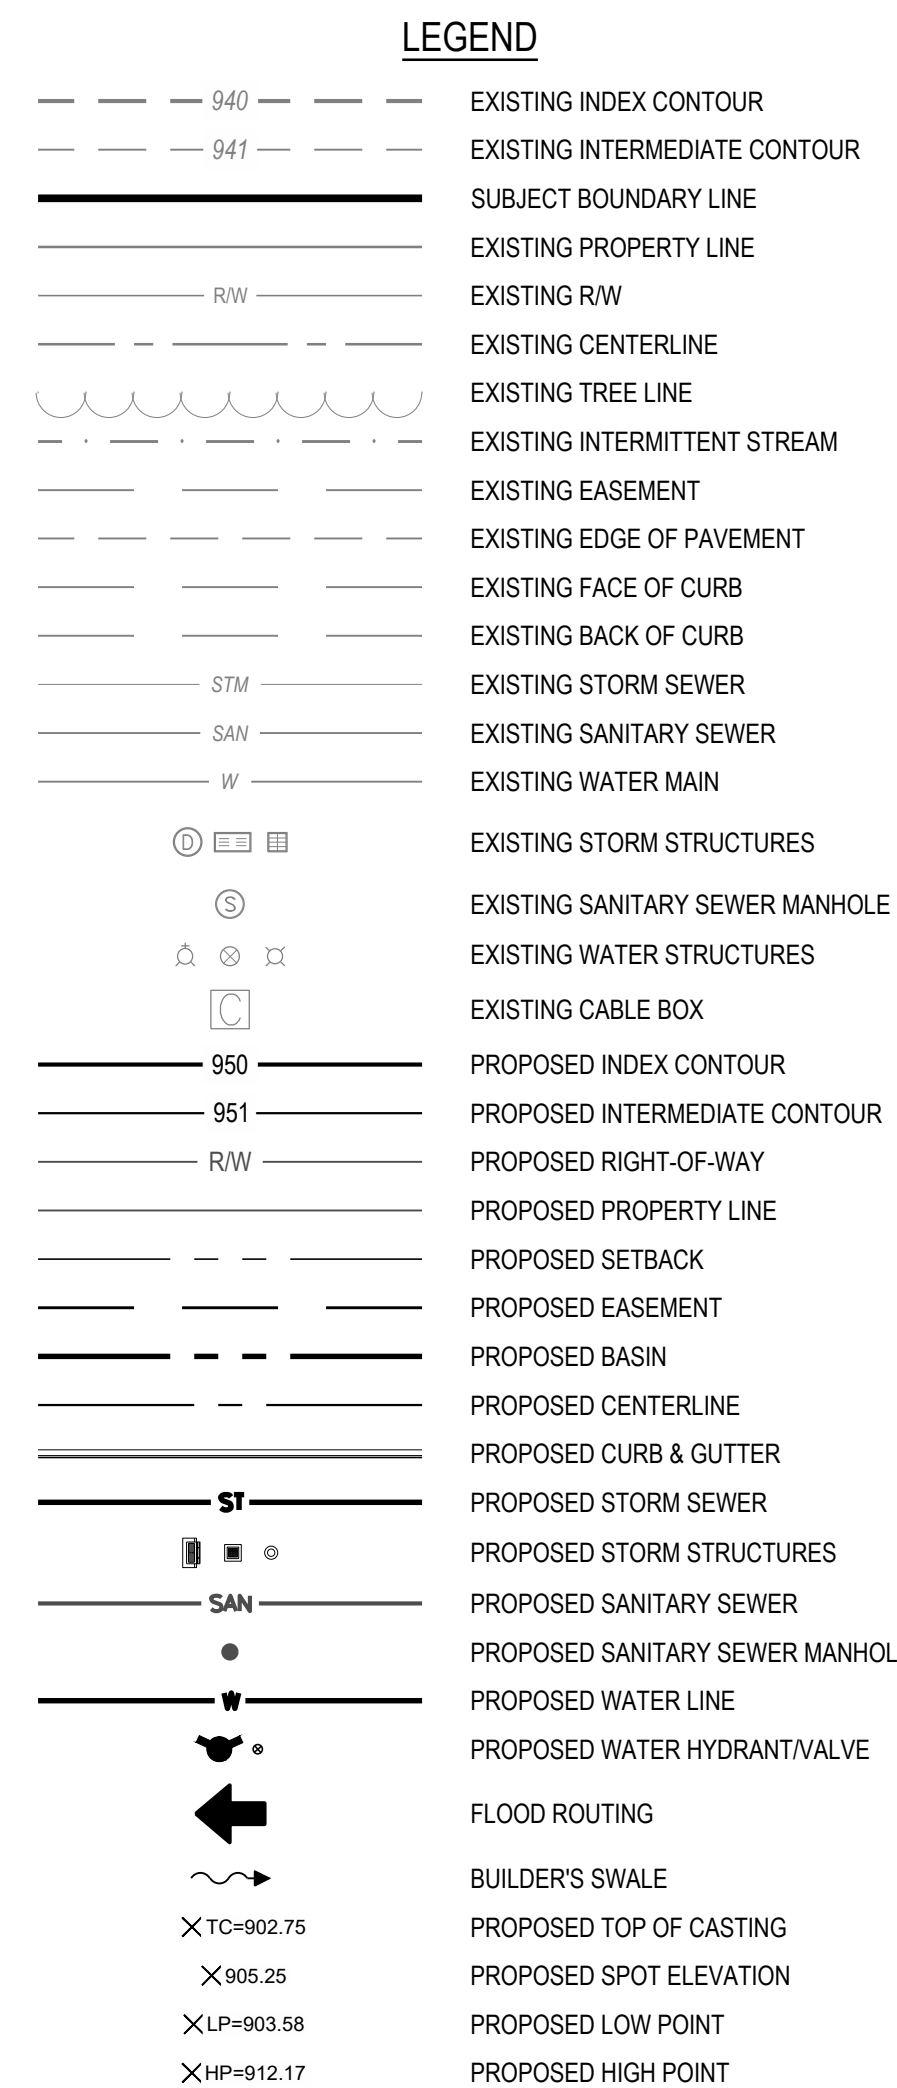 LEGEND
940 EXISTING INDEX CONTOUR
941 EXISTING INTERMEDIATE CONTOUR
SUBJECT BOUNDARY LINE
EXISTING PROPERTY LINE
R/W EXISTING R/W
EXISTING CENTERLINE
EXISTING TREE LINE
EXISTING INTERMITTENT STREAM
EXISTING EASEMENT
EXISTING EDGE OF PAVEMENT
EXISTING FACE OF CURB
EXISTING BACK OF CURB
STM EXISTING STORM SEWER
SAN EXISTING SANITARY SEWER
W EXISTING WATER MAIN
D EXISTING STORM STRUCTURES
S EXISTING SANITARY SEWER MANHOLE
EXISTING WATER STRUCTURES
C EXISTING CABLE BOX
950 PROPOSED INDEX CONTOUR
951 PROPOSED INTERMEDIATE CONTOUR
R/W PROPOSED RIGHT-OF-WAY
PROPOSED PROPERTY LINE
PROPOSED SETBACK
PROPOSED EASEMENT
PROPOSED BASIN
PROPOSED CENTERLINE
PROPOSED CURB & GUTTER
ST PROPOSED STORM SEWER
PROPOSED STORM STRUCTURES
SAN PROPOSED SANITARY SEWER
PROPOSED SANITARY SEWER MANHOL
W PROPOSED WATER LINE
PROPOSED WATER HYDRANT/VALVE
FLOOD ROUTING
BUILDER'S SWALE
TC=902.75 PROPOSED TOP OF CASTING
905.25 PROPOSED SPOT ELEVATION
LP=903.58 PROPOSED LOW POINT
HP=912.17 PROPOSED HIGH POINT